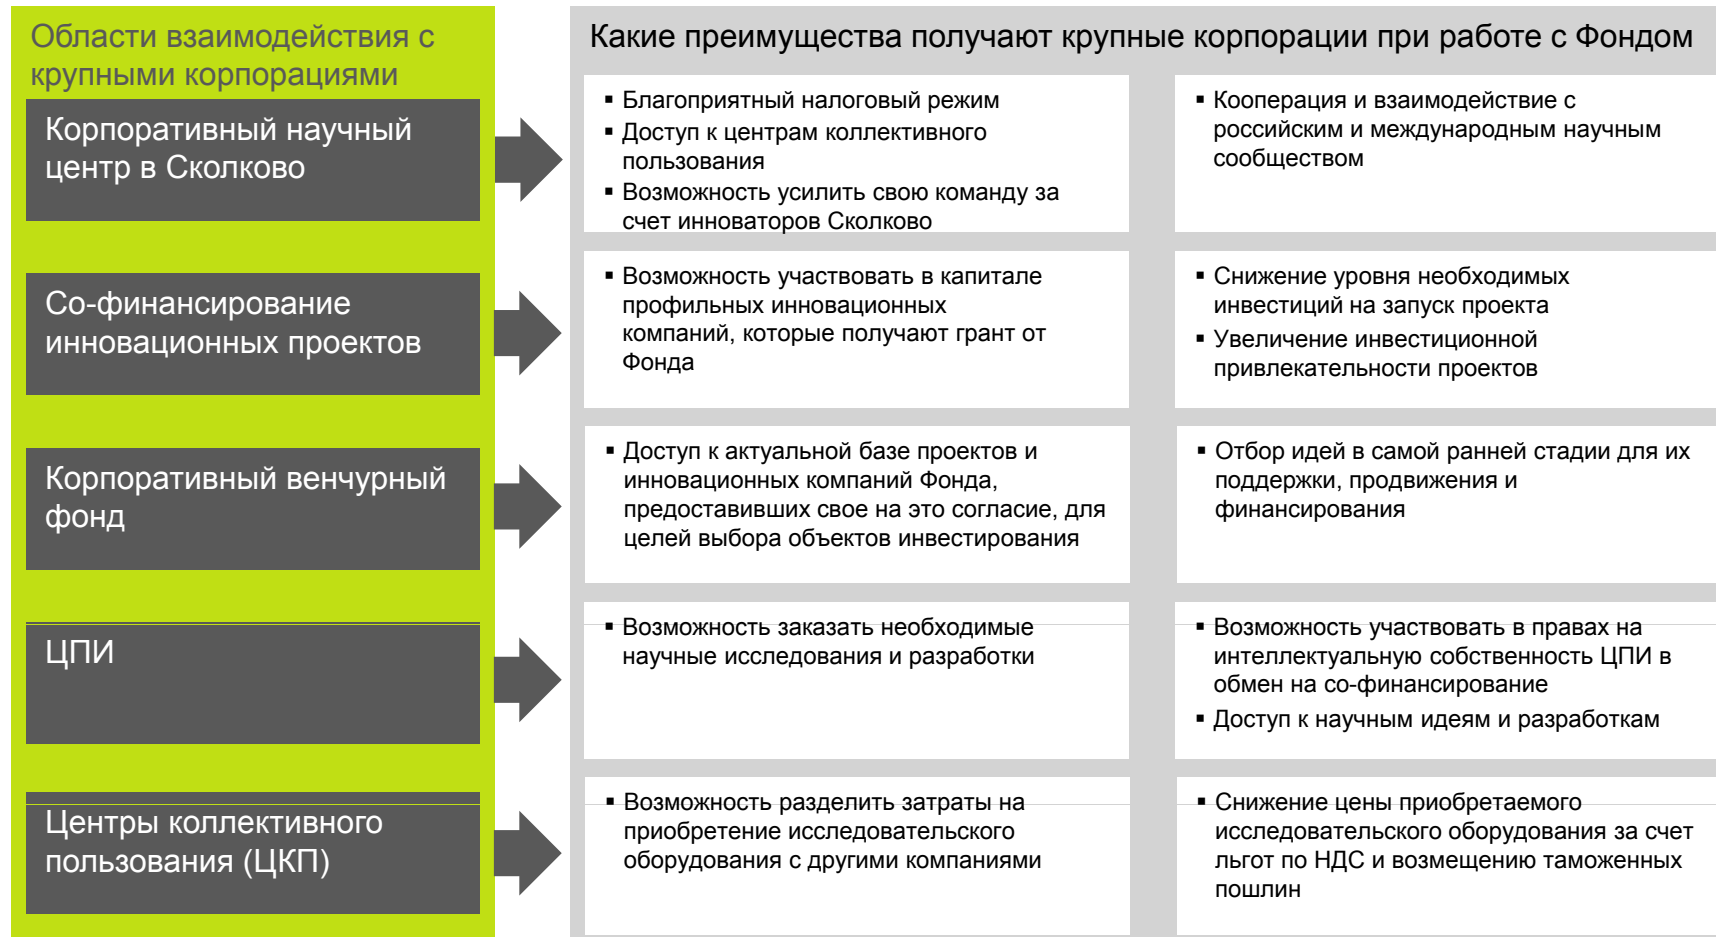 Области взаимодействия с
крупными корпорациями
Какие преимущества получают крупные корпорации при работе с Фондом
Корпоративный научный
центр в Сколково
▪ Благоприятный налоговый режим
▪ Доступ к центрам коллективного
пользования
▪ Возможность усилить свою команду за
счет инноваторов Сколково
▪ Кооперация и взаимодействие с
российским и международным научным
сообществом
Со-финансирование
инновационных проектов
▪ Возможность участвовать в капитале
профильных инновационных
компаний, которые получают грант от
Фонда
▪ Снижение уровня необходимых
инвестиций на запуск проекта
▪ Увеличение инвестиционной
привлекательности проектов
Корпоративный венчурный
фонд
▪ Доступ к актуальной базе проектов и
инновационных компаний Фонда,
предоставивших свое на это согласие, для
целей выбора объектов инвестирования
▪ Отбор идей в самой ранней стадии для их
поддержки, продвижения и
финансирования
ЦПИ
▪ Возможность заказать необходимые
научные исследования и разработки
▪ Возможность участвовать в правах на
интеллектуальную собственность ЦПИ в
обмен на со-финансирование
▪ Доступ к научным идеям и разработкам
Центры коллективного
пользования (ЦКП)
▪ Возможность разделить затраты на
приобретение исследовательского
оборудования с другими компаниями
▪ Снижение цены приобретаемого
исследовательского оборудования за счет
льгот по НДС и возмещению таможенных
пошлин